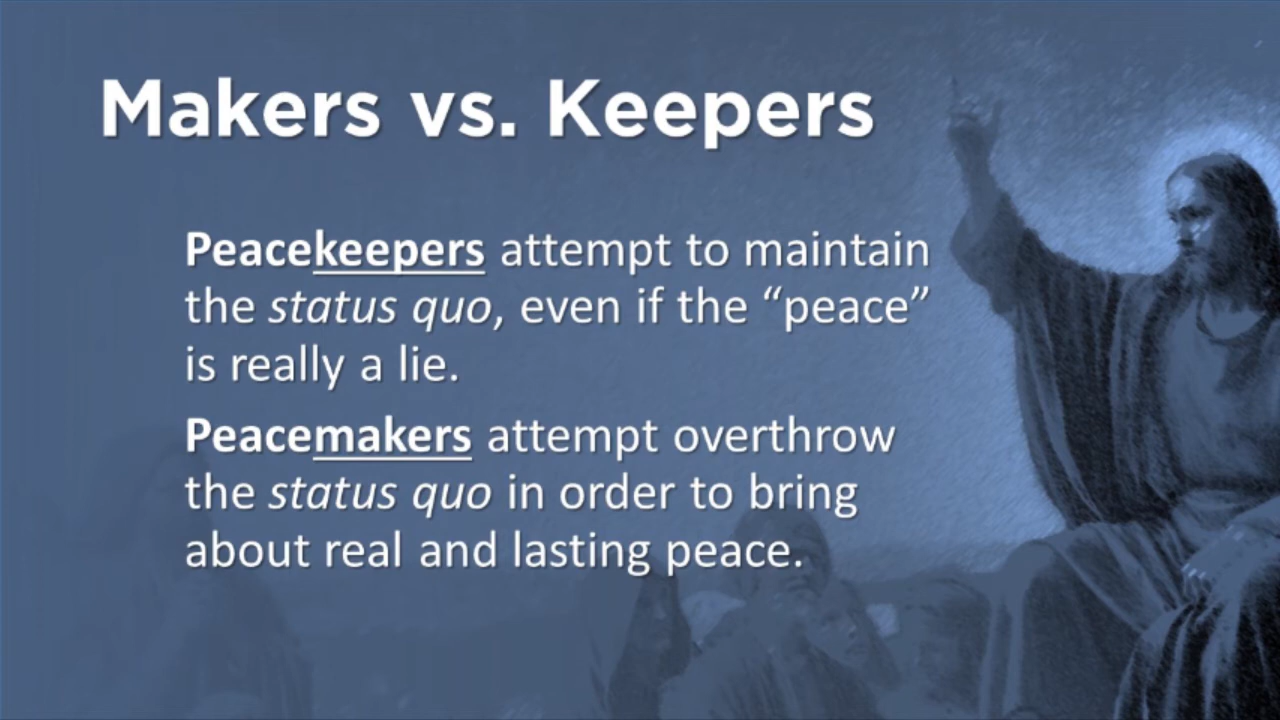 Makers vs. Keepers
Peacekeepers attempt to maintain
the status quo, even if the “peace”
is really a lie.
Peacemakers attempt overthrow
the status quo in order to bring
about real and lasting peace.